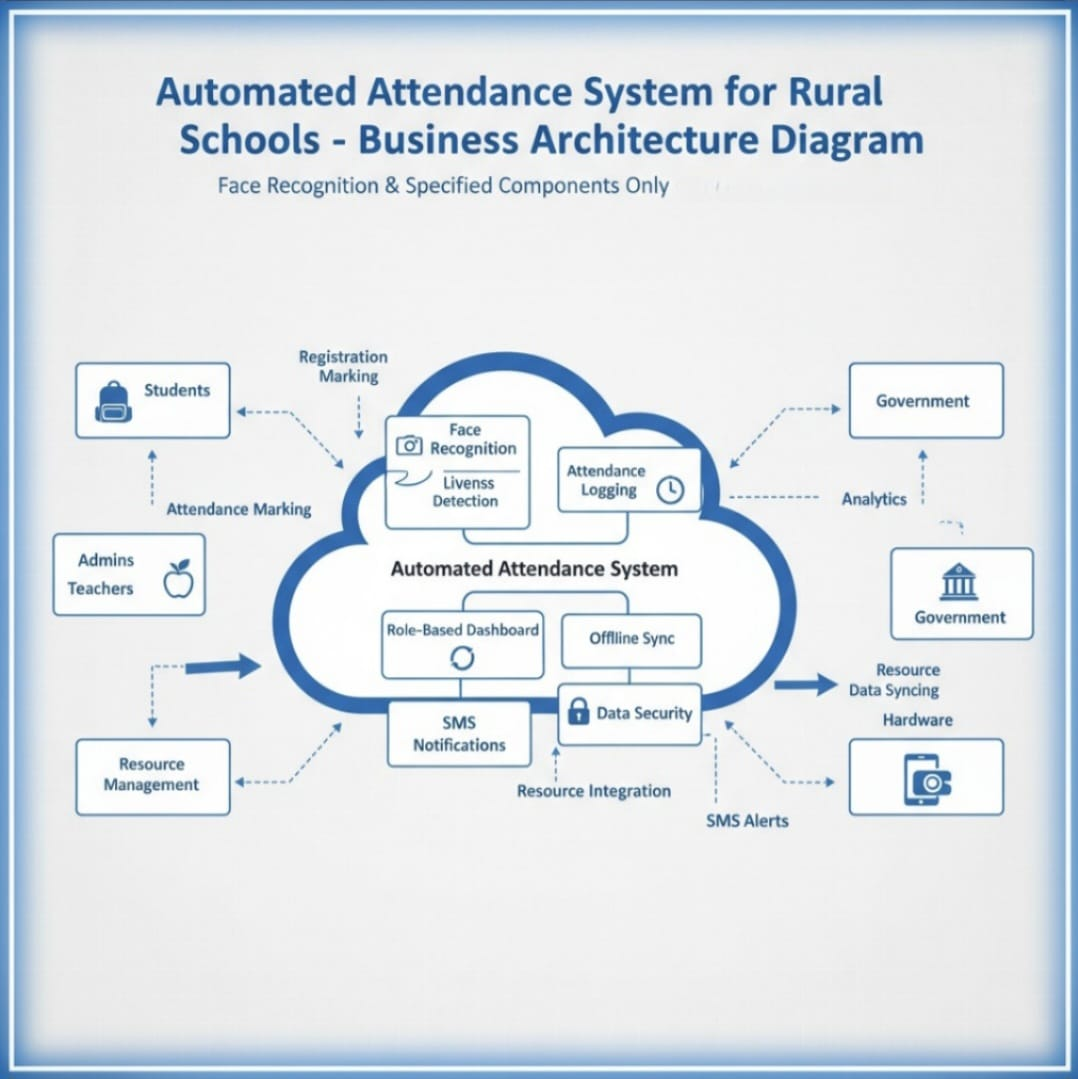 Automated Attendance System for Rural
Schools - Business Architecture Diagram
Face Recognition & Specified Components Only
Registration
Marking
Students
Government
Face
Recognition
Livenss
Detection
Attendance
Logging
Analytics
Attendance Marking
Admins
Teachers
Automated Attendance System
Government
Role-Based Dashboard
Offlline Sync
Resource
Data Syncing
SMS
Notifications
Data Security
Hardware
Resource
Management
Resource Integration
SMS Alerts